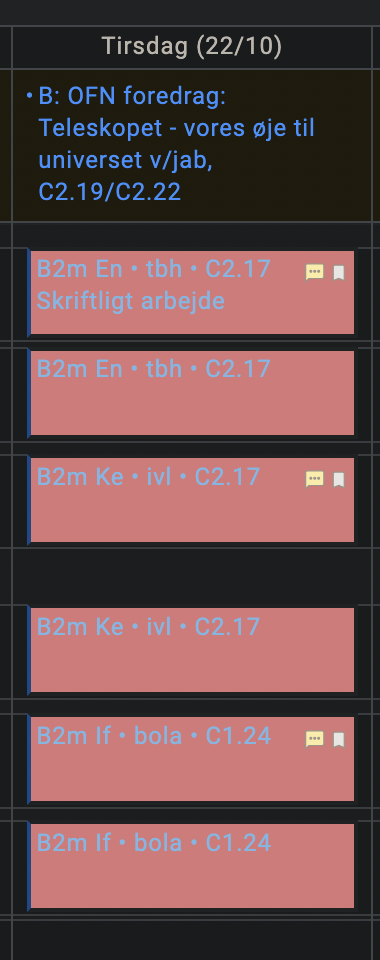 Tirsdag (22/10)
• B: OFN foredrag:
Teleskopet - vores øje til
universet v/jab,
C2.19/C2.22
B2m En • tbh • C2.17
Skriftligt arbejde
B2m En • tbh • C2.17
B2m Ke • ivl • C2.17
B2m Ke • ivl • C2.17
B2m If • bola • C1.24
B2m If • bola • C1.24